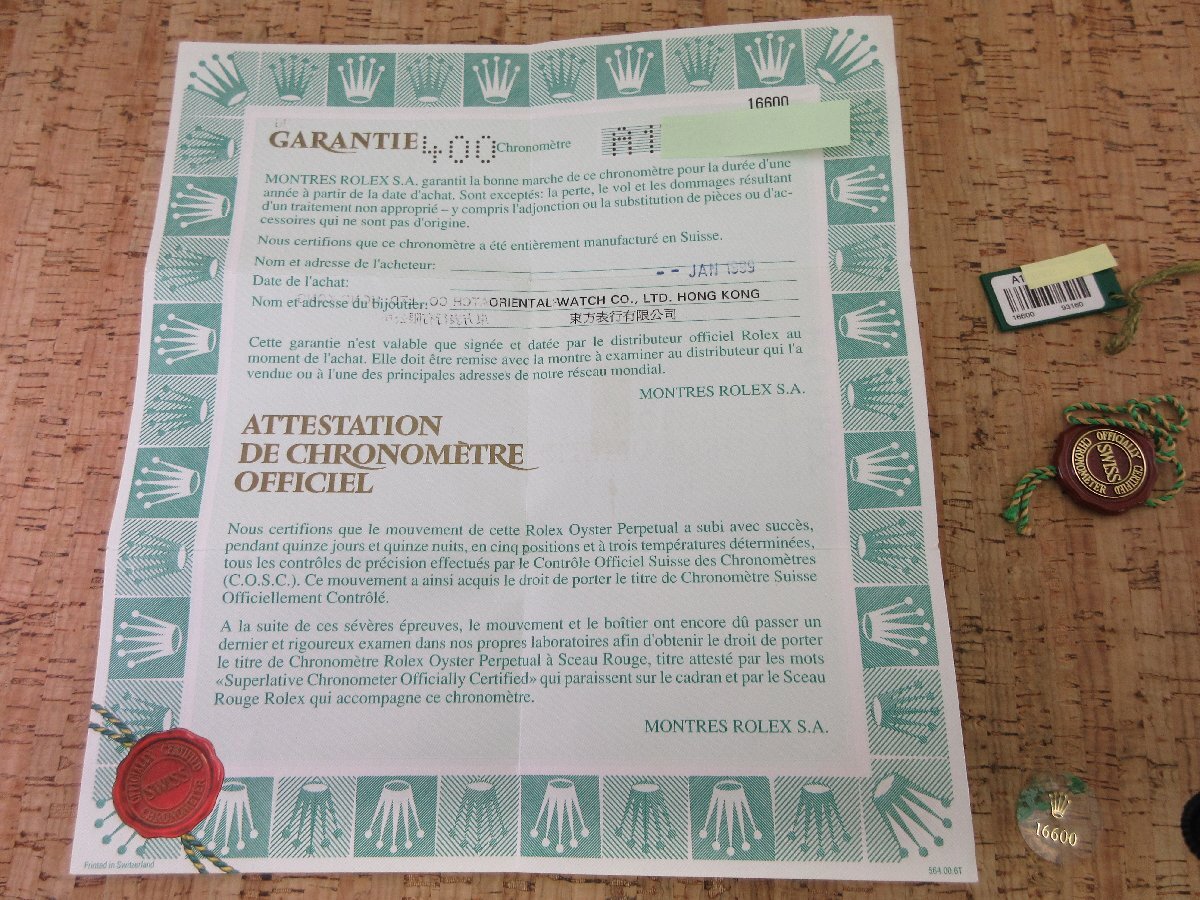 16600
GARANTIE 400 Chronomètre A1
MONTRES ROLEX S.A. garantit la bonne marche de ce chronomètre pour la durée d'une
année à partir de la date d'achat. Sont exceptés: la perte, le vol et les dommages résultant
d'un traitement non approprié – y compris l'adjonction ou la substitution de pièces ou d'ac-
cessoires qui ne sont pas d'origine.
Nous certifions que ce chronomètre a été entièrement manufacturé en Suisse.
Nom et adresse de l'acheteur:
-- JAN 1999
Date de l'achat:
Nom et adresse du bijoutier: ORIENTAL WATCH CO., LTD. HONG KONG
東方表行有限公司
Cette garantie n'est valable que signée et datée par le distributeur officiel Rolex au
moment de l'achat. Elle doit être remise avec la montre à examiner au distributeur qui l'a
vendue ou à l'une des principales adresses de notre réseau mondial.
MONTRES ROLEX S.A.
ATTESTATION
DE CHRONOMÈTRE
OFFICIEL
Nous certifions que le mouvement de cette Rolex Oyster Perpetual a subi avec succès,
pendant quinze jours et quinze nuits, en cinq positions et à trois températures déterminées,
tous les contrôles de précision effectués par le Contrôle Officiel Suisse des Chronomètres
(C.O.S.C.). Ce mouvement a ainsi acquis le droit de porter le titre de Chronomètre Suisse
Officiellement Contrôlé.
A la suite de ces sévères épreuves, le mouvement et le boîtier ont encore dû passer un
dernier et rigoureux examen dans nos propres laboratoires afin d'obtenir le droit de porter
le titre de Chronomètre Rolex Oyster Perpetual à Sceau Rouge, titre attesté par les mots
«Superlative Chronometer Officially Certified» qui paraissent sur le cadran et par le Sceau
Rouge Rolex qui accompagne ce chronomètre.
MONTRES ROLEX S.A.
OFFICIALLY CERTIFIED
SWISS
CHRONOMETER
Printed in Switzerland
564.00.6T
A1
16600 93160
OFFICIALLY CERTIFIED
SWISS
CHRONOMETER
16600